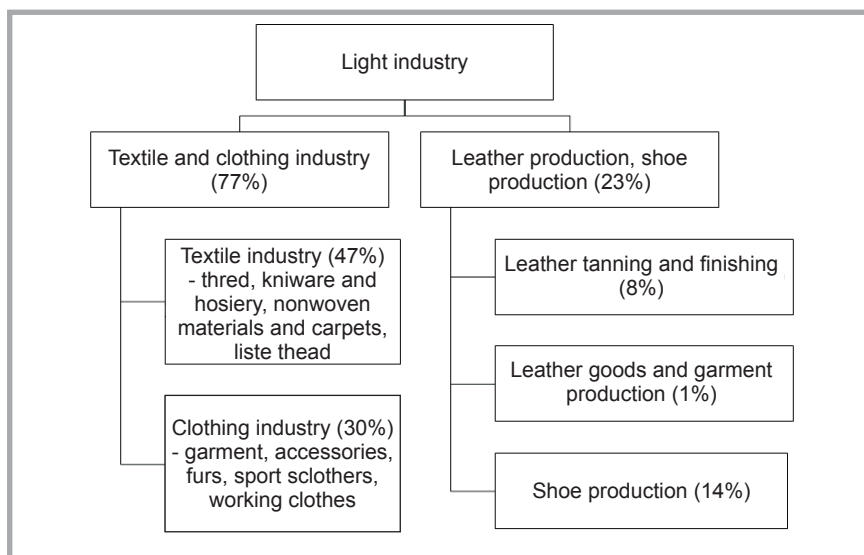 Light industry
Textile and clothing industry
(77%)
Textile industry (47%)
- thred, kniware and
hosiery, nonwoven
materials and carpets,
liste thead
Clothing industry (30%)
- garment, accessories,
furs, sport sclothers,
working clothes
Leather production, shoe
production (23%)
Leather tanning and finishing
(8%)
Leather goods and garment
production (1%)
Shoe production (14%)